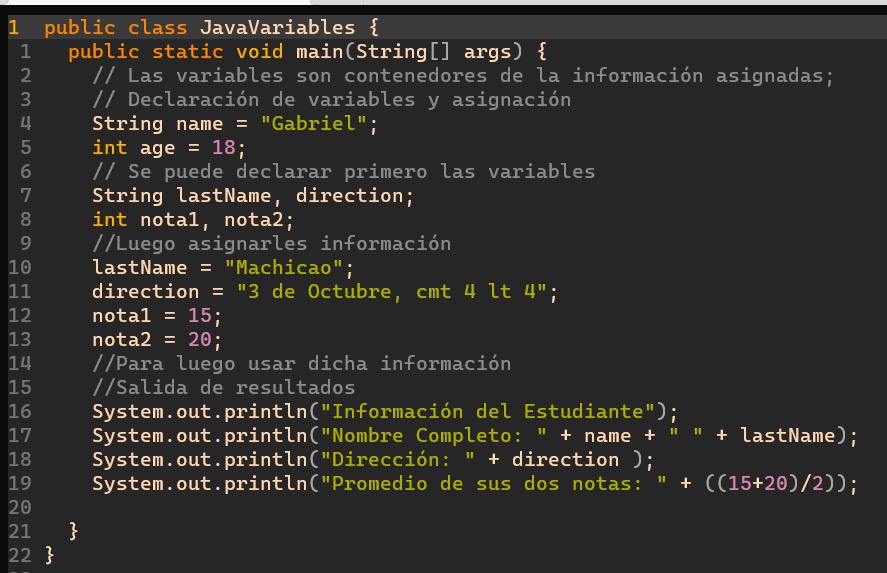 1  public class JavaVariables {
 1    public static void main(String[] args) {
 2      // Las variables son contenedores de la información asignadas;
 3      // Declaración de variables y asignación
 4      String name = "Gabriel";
 5      int age = 18;
 6      // Se puede declarar primero las variables
 7      String lastName, direction;
 8      int nota1, nota2;
 9      //Luego asignarles información
10      lastName = "Machicao";
11      direction = "3 de Octubre, cmt 4 lt 4";
12      nota1 = 15;
13      nota2 = 20;
14      //Para luego usar dicha información
15      //Salida de resultados
16      System.out.println("Información del Estudiante");
17      System.out.println("Nombre Completo: " + name + " " + lastName);
18      System.out.println("Dirección: " + direction );
19      System.out.println("Promedio de sus dos notas: " + ((15+20)/2));
20
21    }
22  }